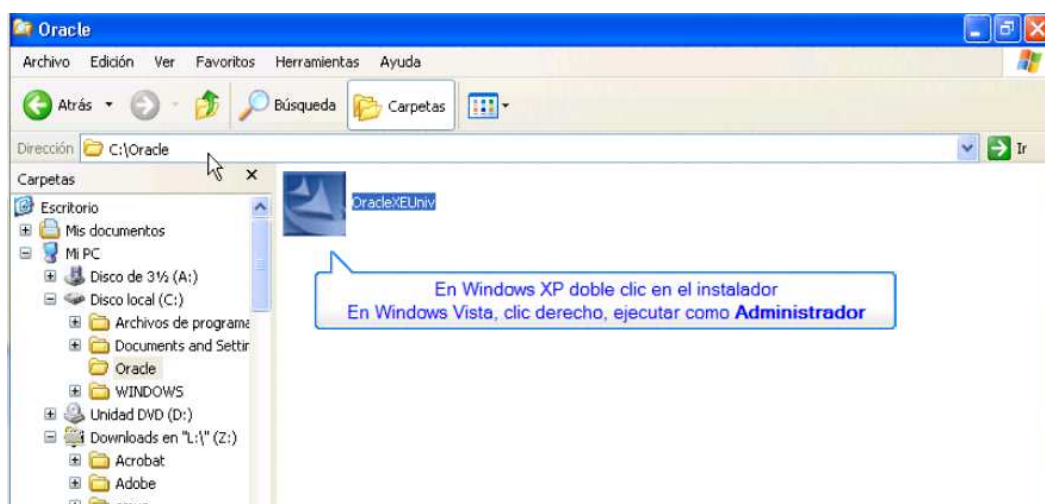 Oracle
Archivo Edición Ver Favoritos Herramientas Ayuda
Atrás Búsqueda Carpetas
Dirección C:\Oracle Ir
Carpetas
Escritorio
Mis documentos
Mi PC
Disco de 3½ (A:)
Disco local (C:)
Archivos de programa
Documents and Settir
Oracle
WINDOWS
Unidad DVD (D:)
Downloads en "L:\" (Z:)
Acrobat
Adobe
OracleXEUniv
En Windows XP doble clic en el instalador
En Windows Vista, clic derecho, ejecutar como Administrador